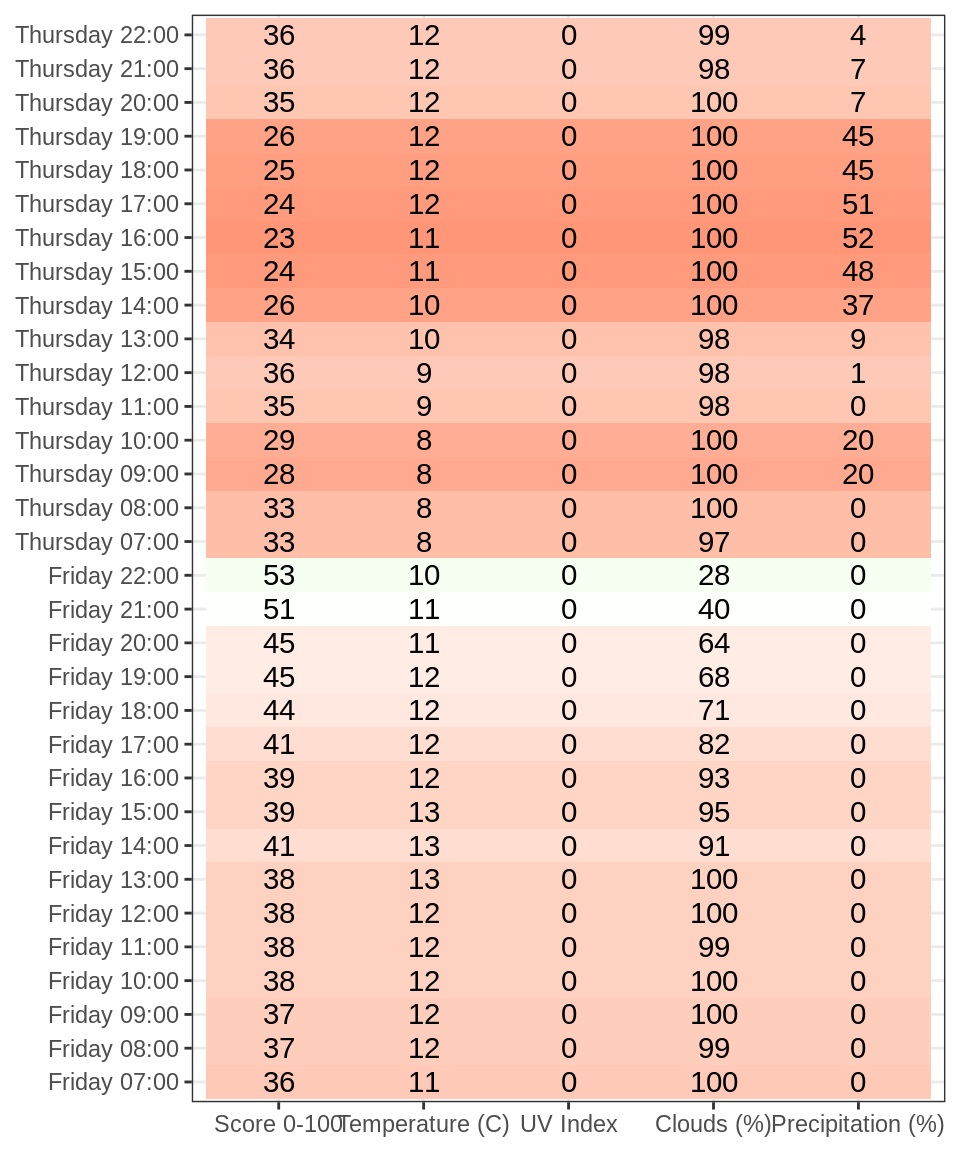 Thursday 22:00 36 12 0 99 4
Thursday 21:00 36 12 0 98 7
Thursday 20:00 35 12 0 100 7
Thursday 19:00 26 12 0 100 45
Thursday 18:00 25 12 0 100 45
Thursday 17:00 24 12 0 100 51
Thursday 16:00 23 11 0 100 52
Thursday 15:00 24 11 0 100 48
Thursday 14:00 26 10 0 100 37
Thursday 13:00 34 10 0 98 9
Thursday 12:00 36 9 0 98 1
Thursday 11:00 35 9 0 98 0
Thursday 10:00 29 8 0 100 20
Thursday 09:00 28 8 0 100 20
Thursday 08:00 33 8 0 100 0
Thursday 07:00 33 8 0 97 0
Friday 22:00 53 10 0 28 0
Friday 21:00 51 11 0 40 0
Friday 20:00 45 11 0 64 0
Friday 19:00 45 12 0 68 0
Friday 18:00 44 12 0 71 0
Friday 17:00 41 12 0 82 0
Friday 16:00 39 12 0 93 0
Friday 15:00 39 13 0 95 0
Friday 14:00 41 13 0 91 0
Friday 13:00 38 13 0 100 0
Friday 12:00 38 12 0 100 0
Friday 11:00 38 12 0 99 0
Friday 10:00 38 12 0 100 0
Friday 09:00 37 12 0 100 0
Friday 08:00 37 12 0 99 0
Friday 07:00 36 11 0 100 0
Score 0-100 Temperature (C) UV Index Clouds (%) Precipitation (%)